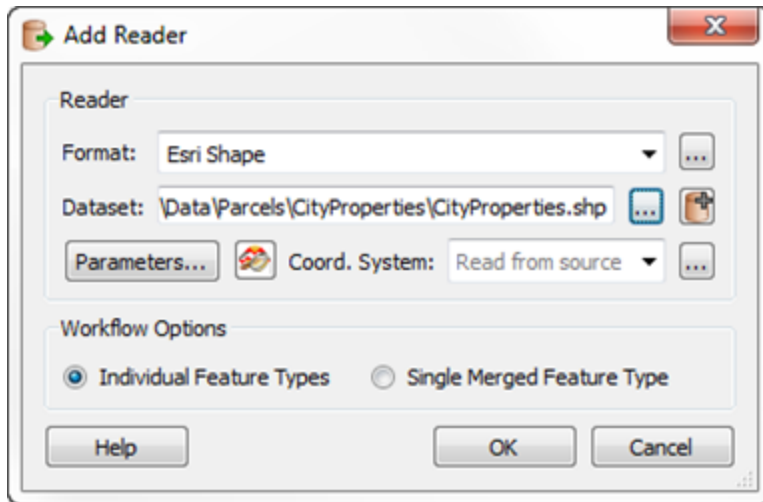 Add Reader
Reader
Format: Esri Shape ...
Dataset: \Data\Parcels\CityProperties\CityProperties.shp ...
Parameters... Coord. System: Read from source ...
Workflow Options
Individual Feature Types Single Merged Feature Type
Help OK Cancel